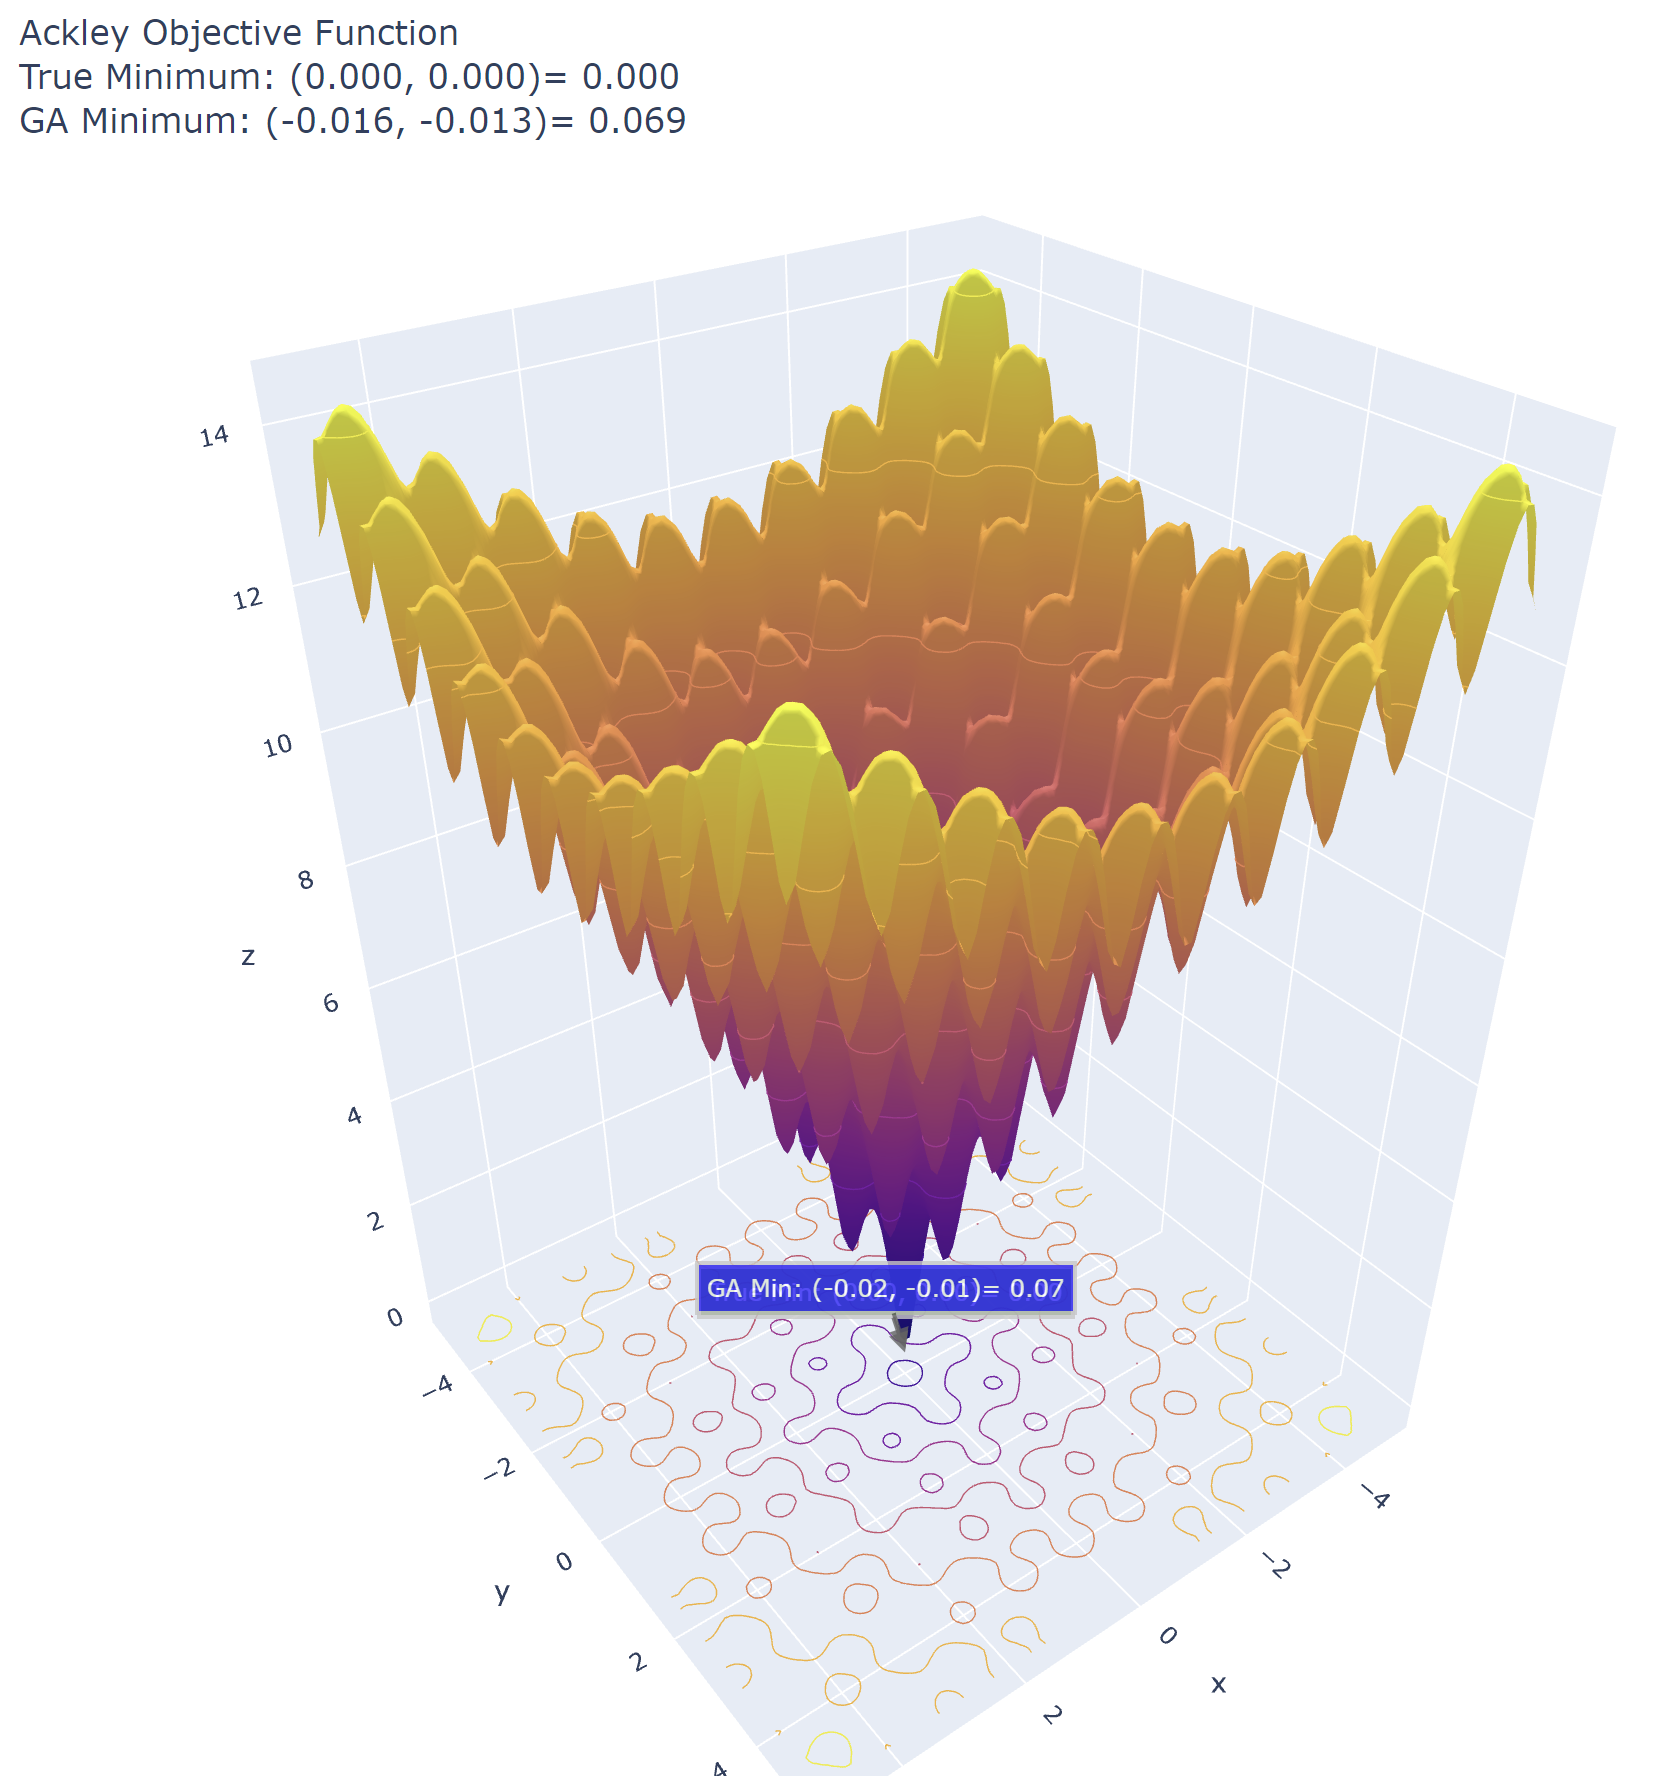 Ackley Objective Function
True Minimum: (0.000, 0.000)= 0.000
GA Minimum: (-0.016, -0.013)= 0.069
14
12
10
8
z
6
4
2
GA Min: (-0.02, -0.01)= 0.07
0
−4
−2
0
y
2
4
−4
−2
0
x
2